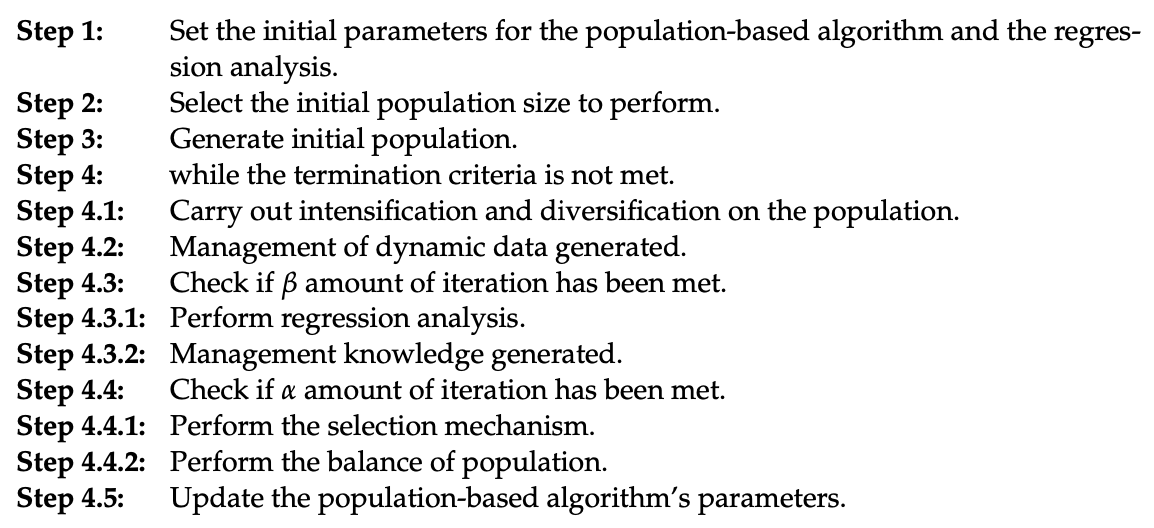 Step 1: Set the initial parameters for the population-based algorithm and the regres-
sion analysis.
Step 2: Select the initial population size to perform.
Step 3: Generate initial population.
Step 4: while the termination criteria is not met.
Step 4.1: Carry out intensification and diversification on the population.
Step 4.2: Management of dynamic data generated.
Step 4.3: Check if β amount of iteration has been met.
Step 4.3.1: Perform regression analysis.
Step 4.3.2: Management knowledge generated.
Step 4.4: Check if α amount of iteration has been met.
Step 4.4.1: Perform the selection mechanism.
Step 4.4.2: Perform the balance of population.
Step 4.5: Update the population-based algorithm's parameters.